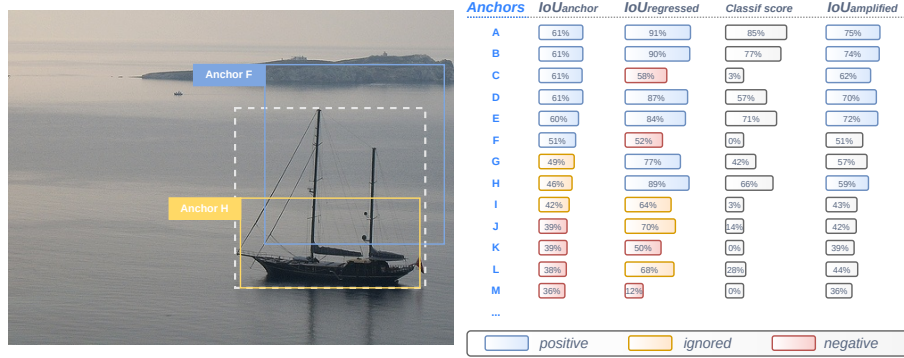 Anchors IoUanchor IoUregressed Classif score IoUamplified
A 61% 91% 85% 75%
B 61% 90% 77% 74%
C 61% 58% 3% 62%
D 61% 87% 57% 70%
E 60% 84% 71% 72%
F 51% 52% 0% 51%
G 49% 77% 42% 57%
H 46% 89% 66% 59%
I 42% 64% 3% 43%
J 39% 70% 14% 42%
K 39% 50% 0% 39%
L 38% 68% 28% 44%
M 36% 12% 0% 36%
...
positive ignored negative
Anchor F
Anchor H